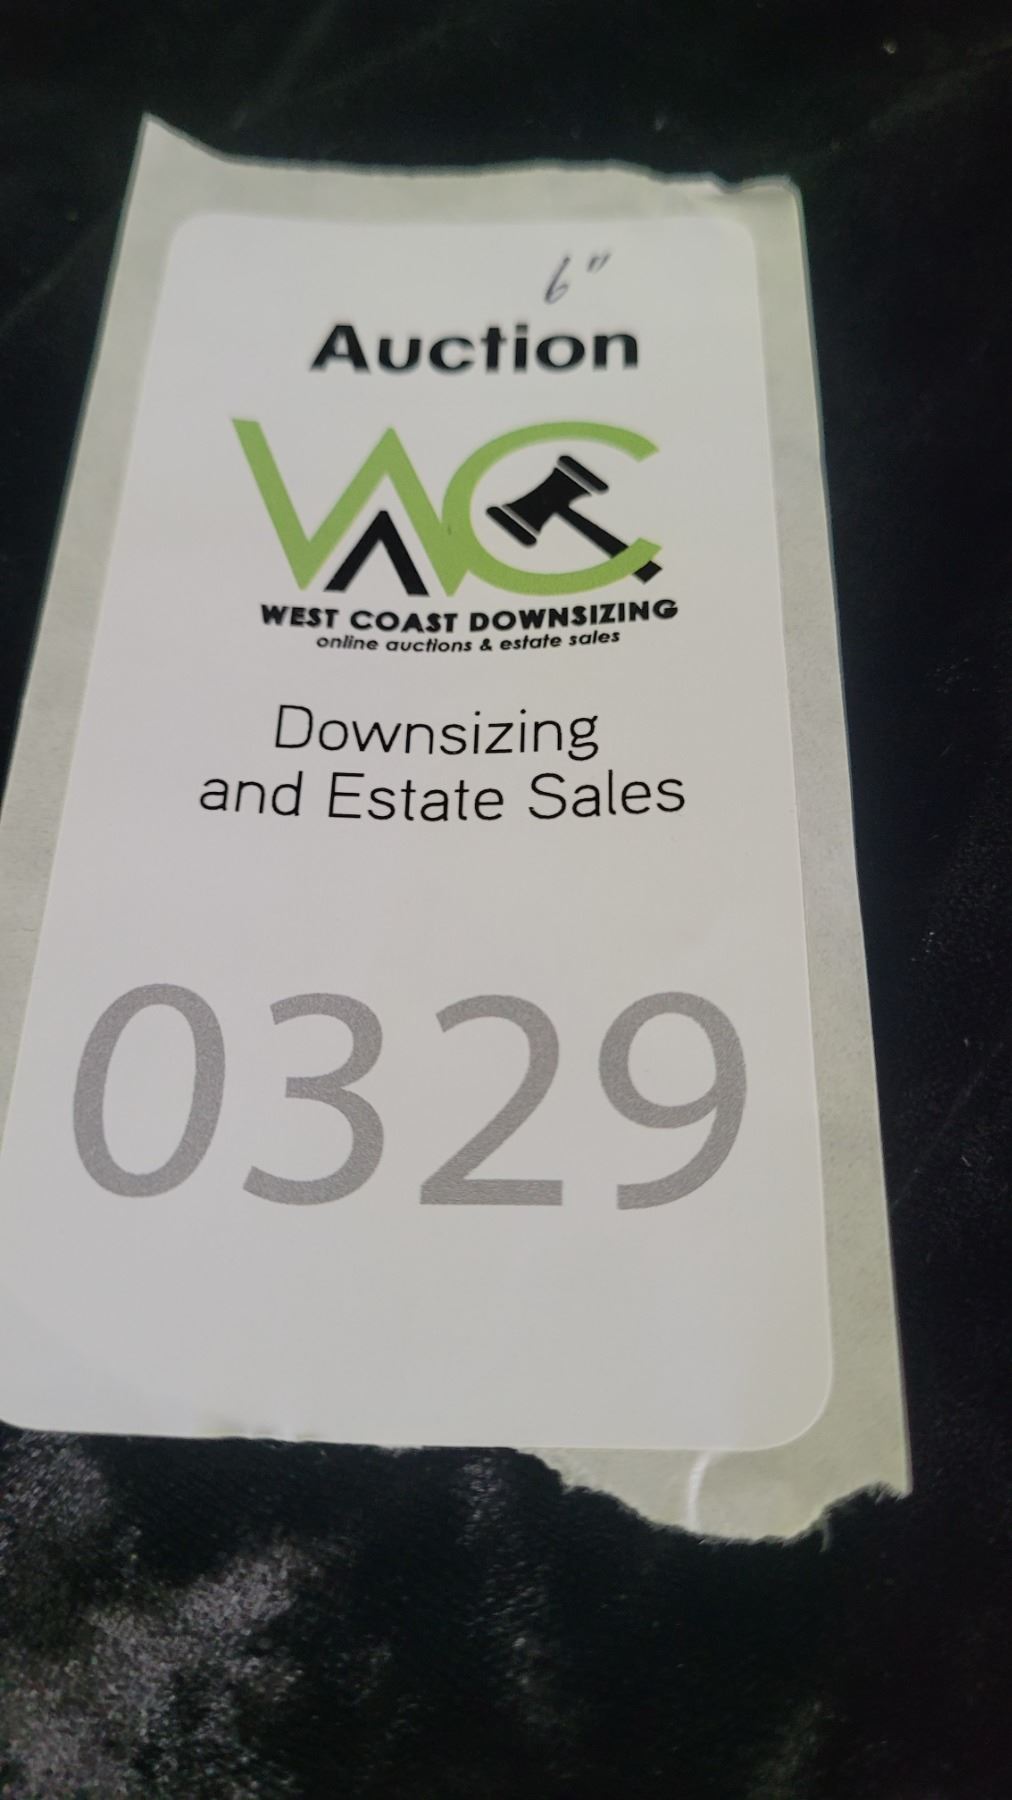 6"
Auction
WC
WEST COAST DOWNSIZING
online auctions & estate sales
Downsizing
and Estate Sales
0329